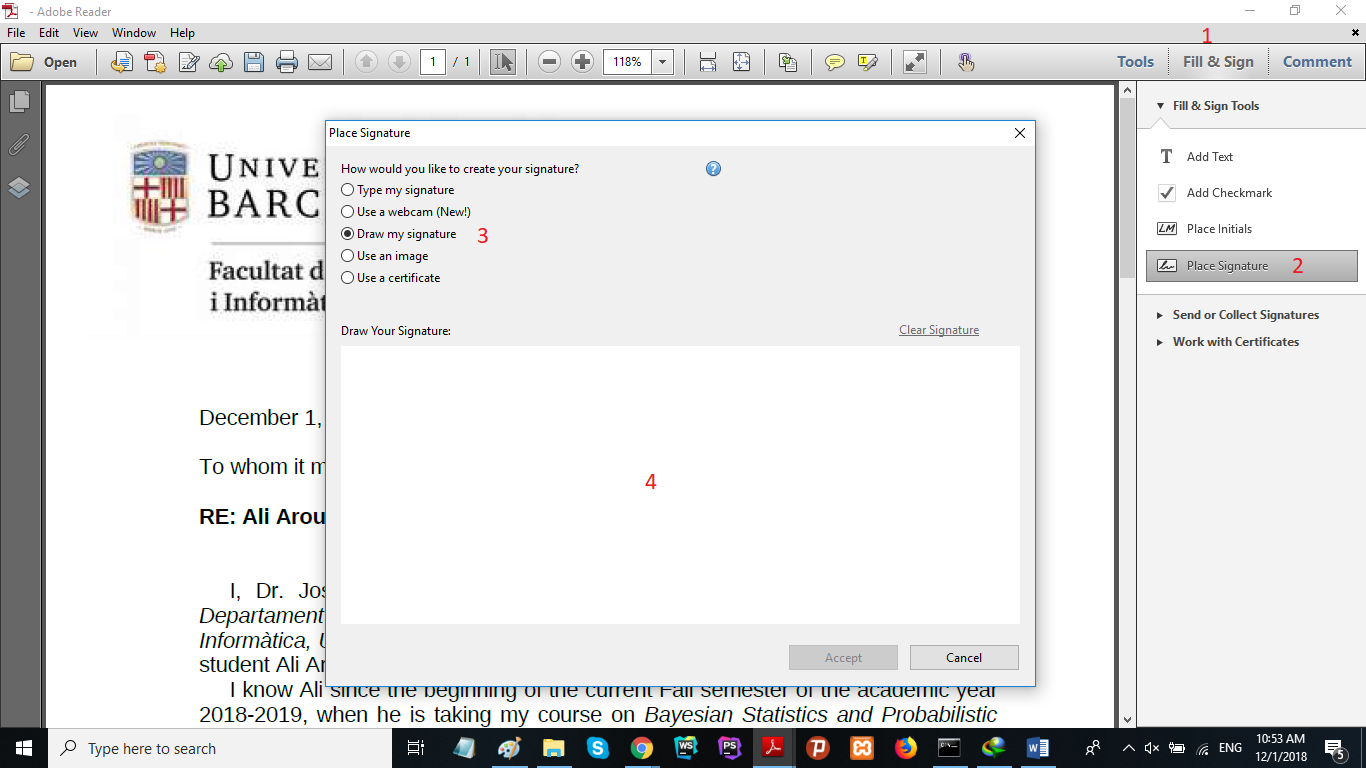 - Adobe Reader
File Edit View Window Help
1
Open
1 / 1
118%
Tools
Fill & Sign
Comment
Fill & Sign Tools
Add Text
Add Checkmark
Place Initials
Place Signature 2
Send or Collect Signatures
Work with Certificates
Place Signature
How would you like to create your signature?
Type my signature
Use a webcam (New!)
Draw my signature 3
Use an image
Use a certificate
Draw Your Signature: Clear Signature
4
Accept Cancel
UNIVE
BARC
Facultat d
i Informàt
December 1,
To whom it m
RE: Ali Arou
I, Dr. Jos
Departament
Informàtica, U
student Ali Ar
I know Ali since the beginning of the current Fall semester of the academic year
2018-2019, when he is taking my course on Bayesian Statistics and Probabilistic
Type here to search
ENG
10:53 AM
12/1/2018
5